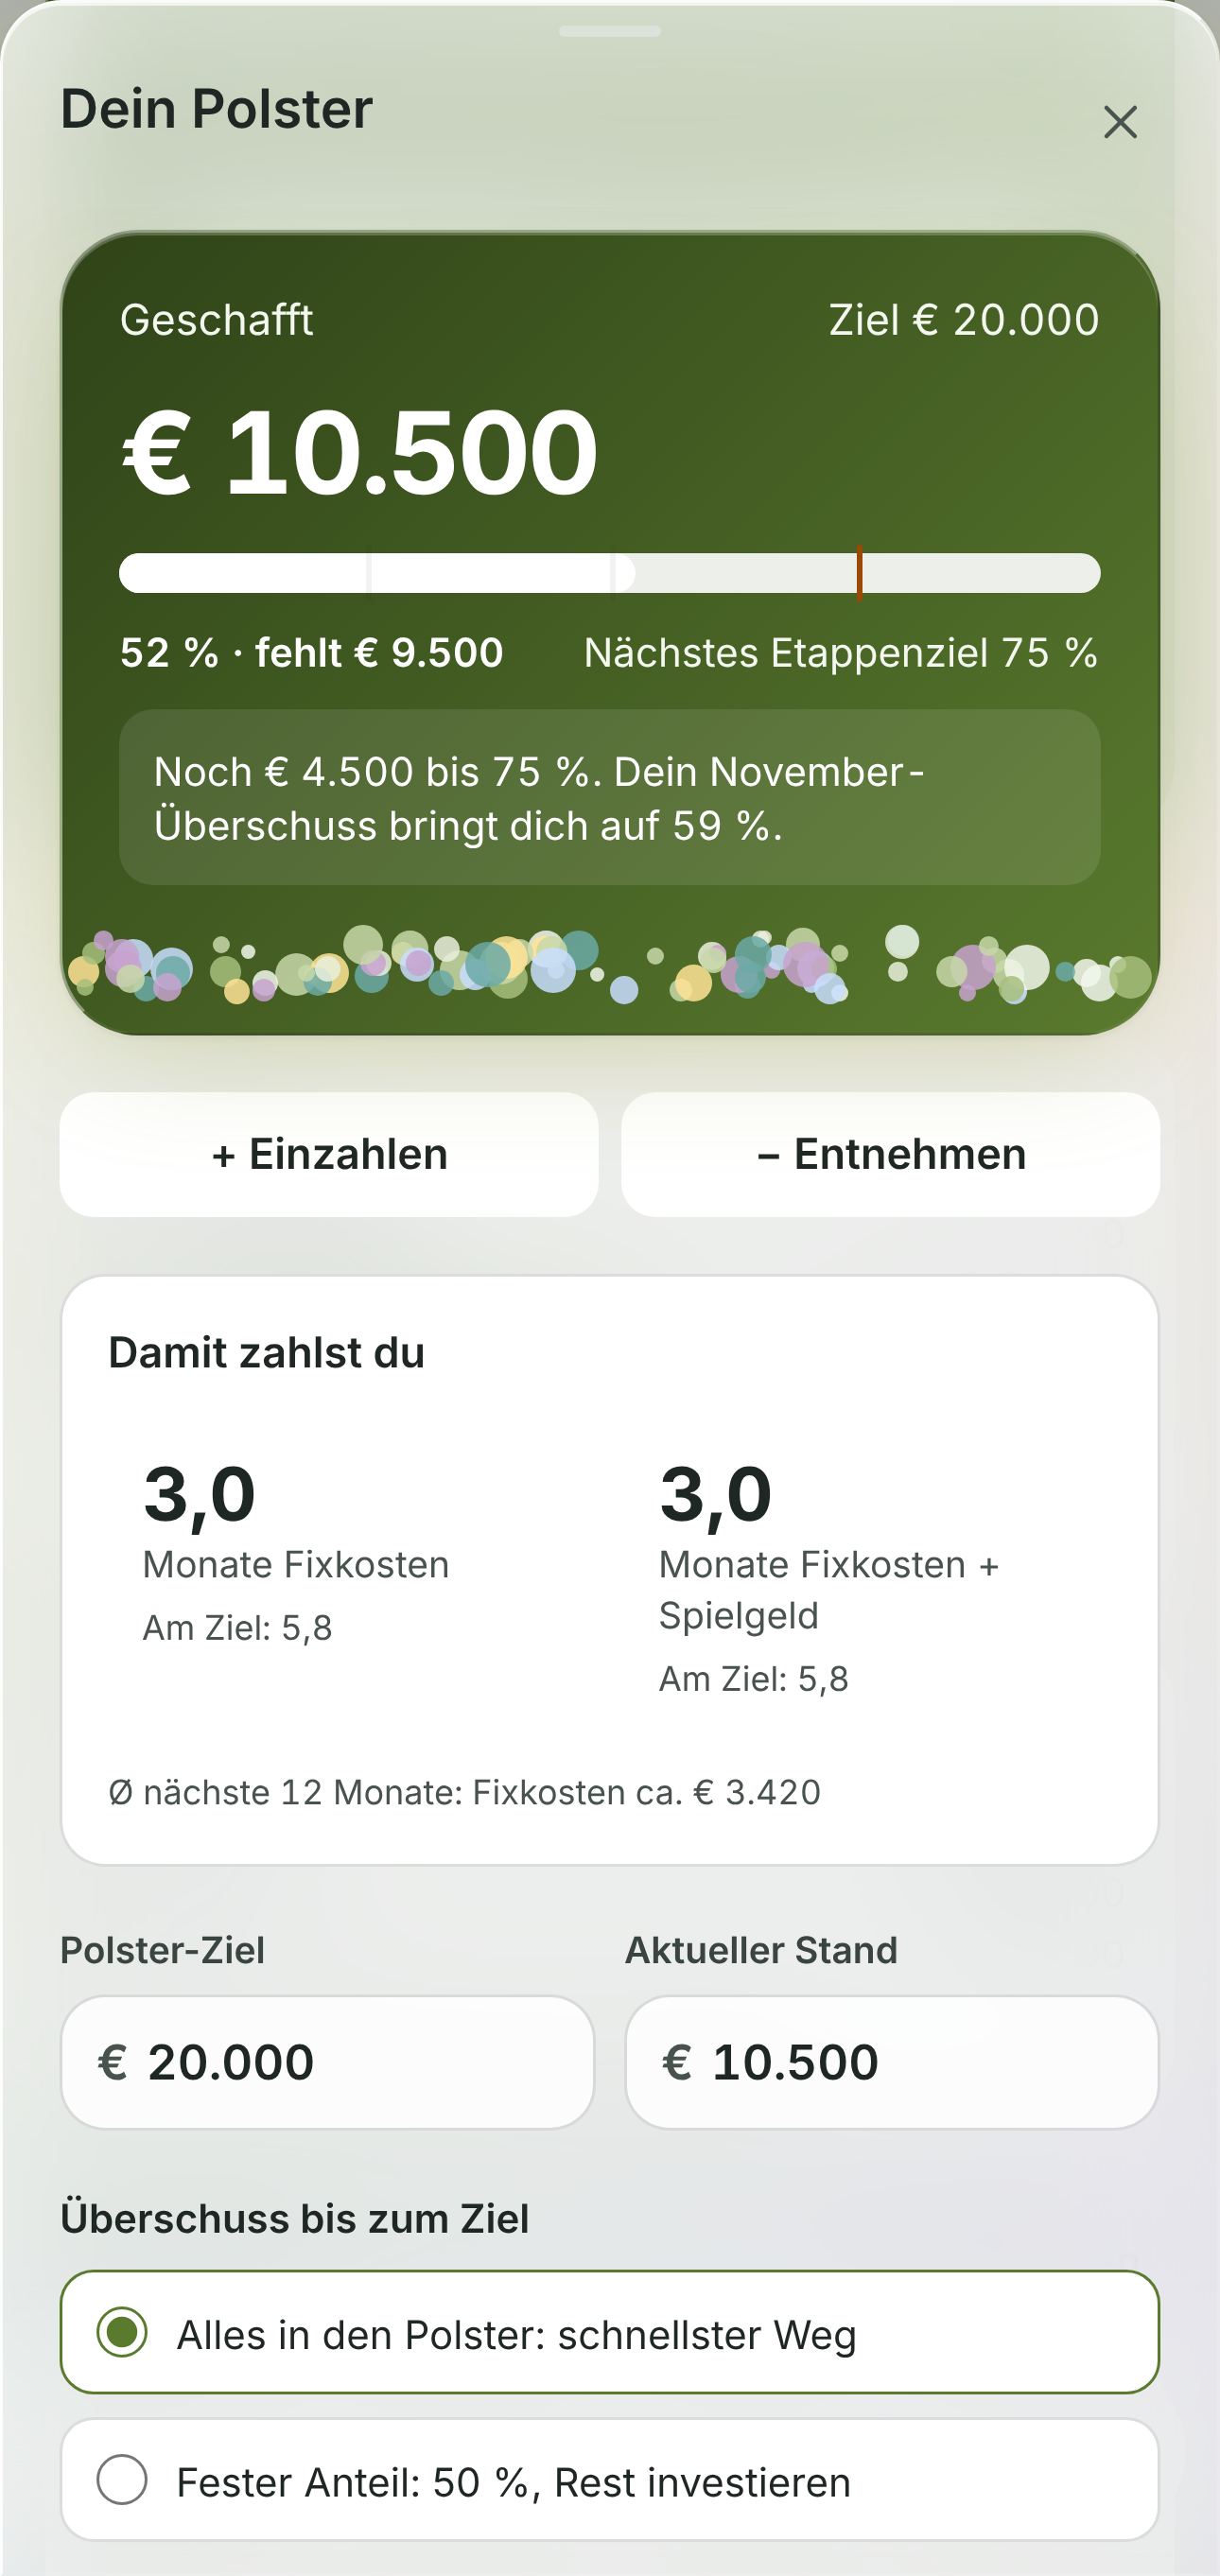 Dein Polster
Geschafft
Ziel € 20.000
€ 10.500
52 % · fehlt € 9.500
Nächstes Etappenziel 75 %
Noch € 4.500 bis 75 %. Dein November-
Überschuss bringt dich auf 59 %.
+ Einzahlen
− Entnehmen
Damit zahlst du
3,0
Monate Fixkosten
Am Ziel: 5,8
3,0
Monate Fixkosten +
Spielgeld
Am Ziel: 5,8
Ø nächste 12 Monate: Fixkosten ca. € 3.420
Polster-Ziel
€ 20.000
Aktueller Stand
€ 10.500
Überschuss bis zum Ziel
Alles in den Polster: schnellster Weg
Fester Anteil: 50 %, Rest investieren